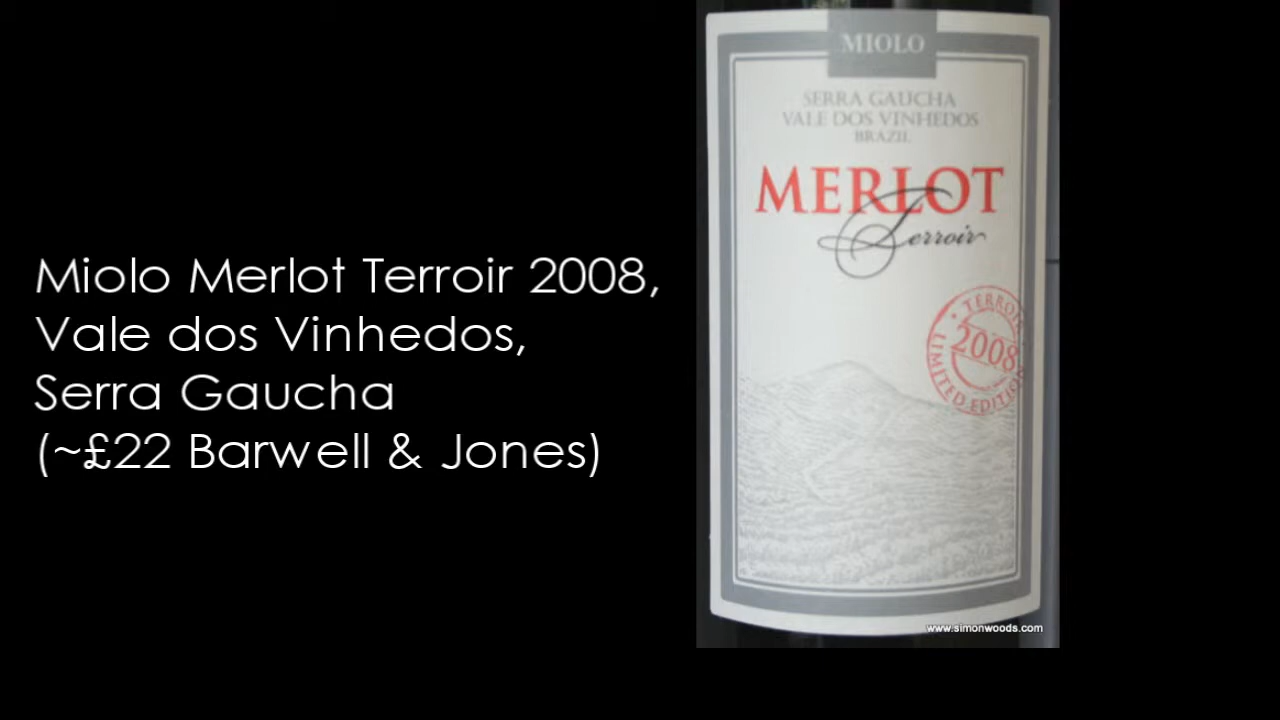 Miolo Merlot Terroir 2008,
Vale dos Vinhedos,
Serra Gaucha
(~£22 Barwell & Jones)
MIOLO
SERRA GAUCHA
VALE DOS VINHEDOS
BRAZIL
MERLOT
Terroir
TERROIR
2008
LIMITED EDITION
www.simonwoods.com